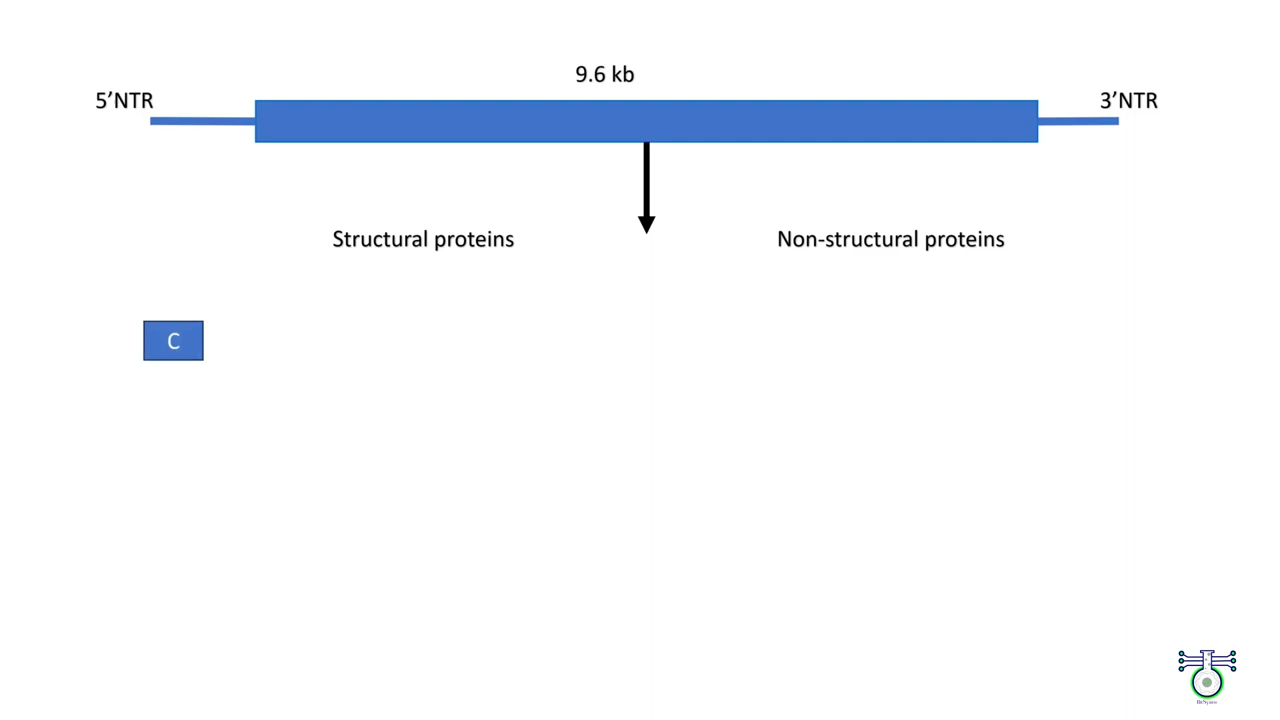 9.6 kb
5’NTR
3’NTR
Structural proteins
Non-structural proteins
C